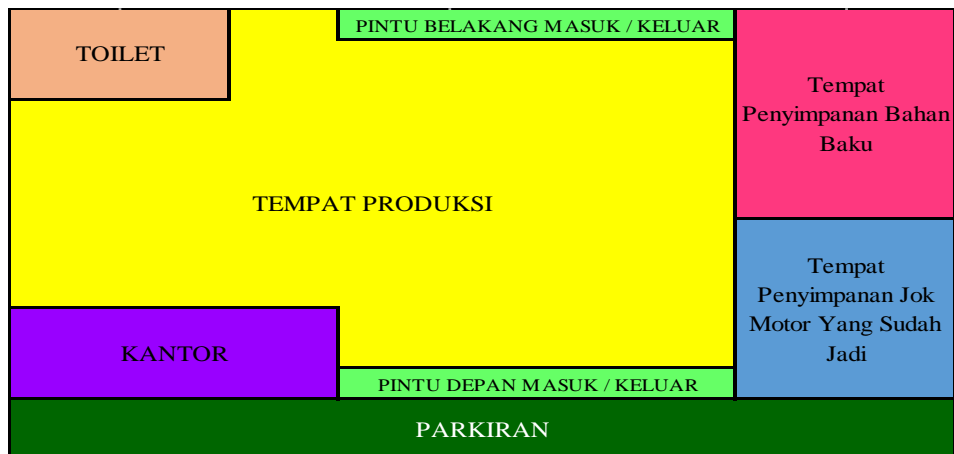 PINTU BELAKANG MASUK / KELUAR
TOILET
Tempat
Penyimpanan Bahan
Baku
TEMPAT PRODUKSI
Tempat
Penyimpanan Jok
Motor Yang Sudah
Jadi
KANTOR
PINTU DEPAN MASUK / KELUAR
PARKIRAN